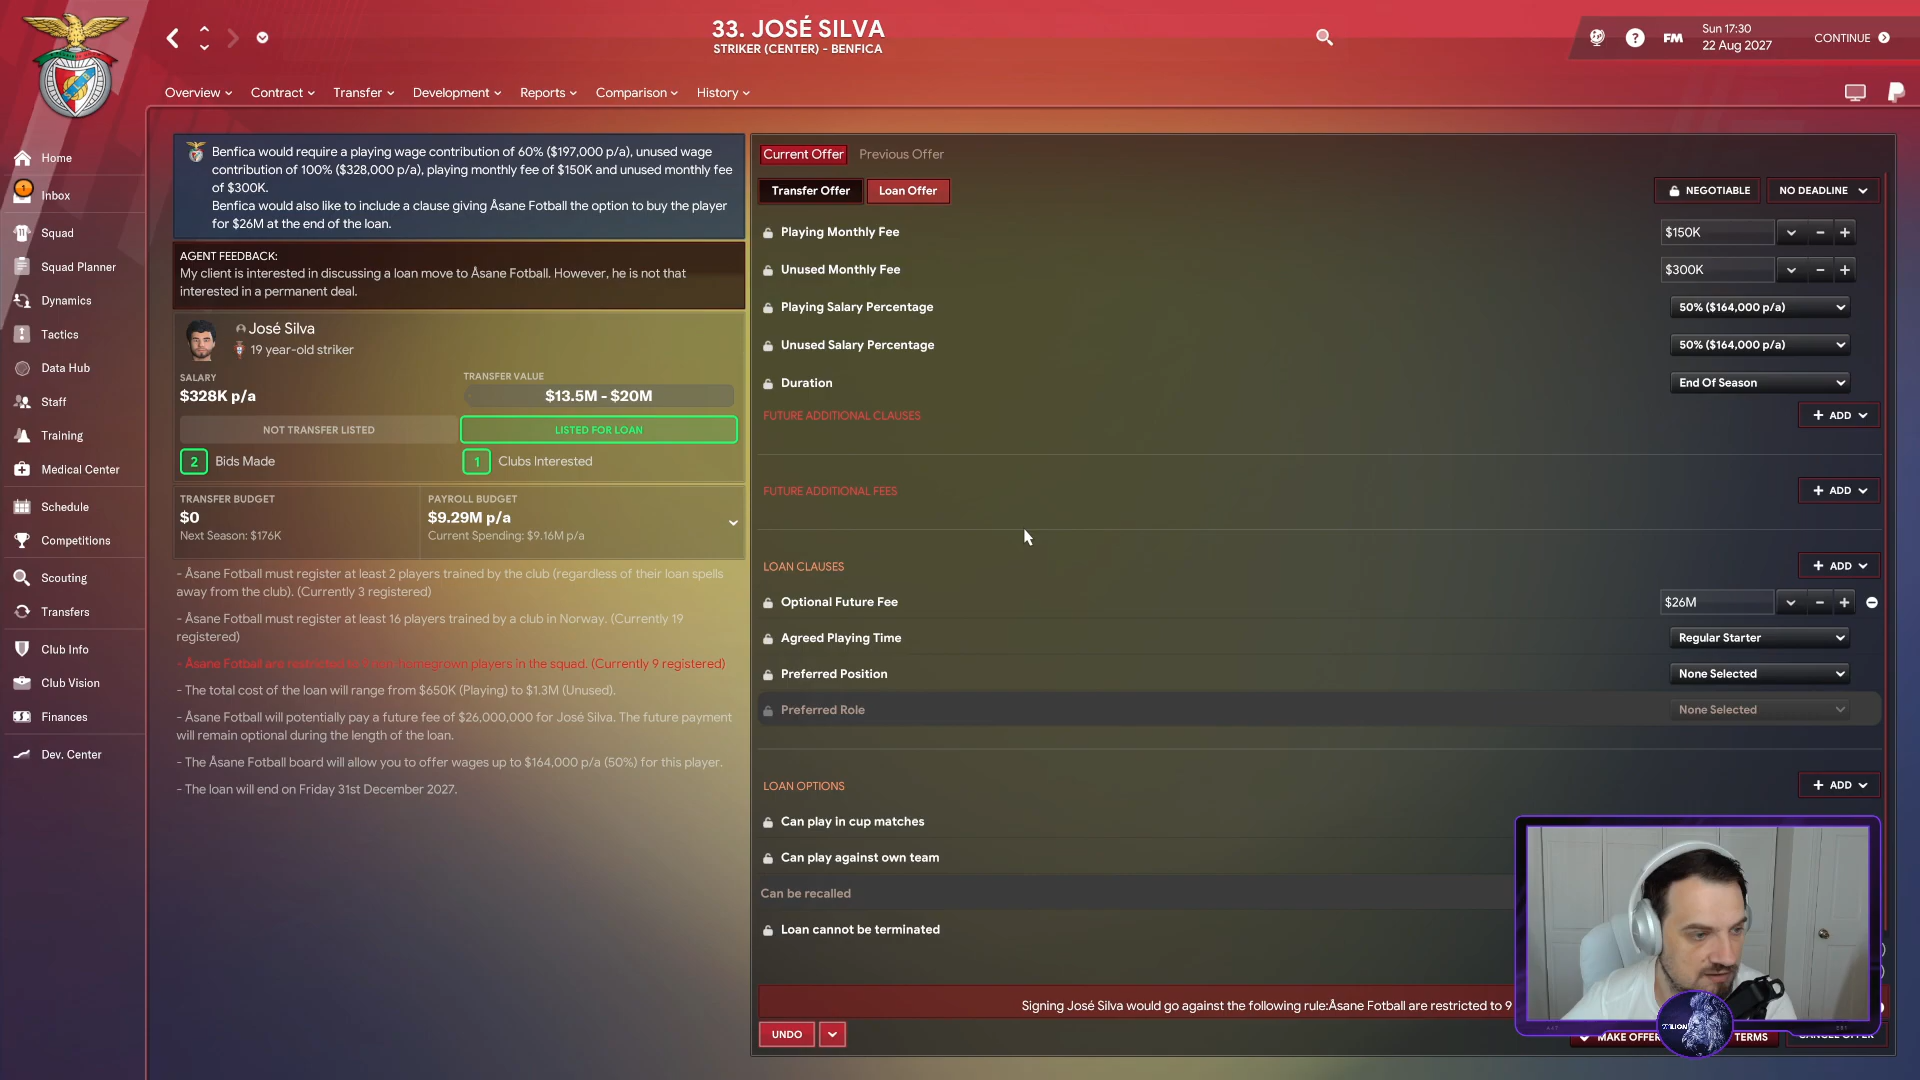 33. JOSÉ SILVA
STRIKER (CENTER) - BENFICA
FM
Sun 17:30
22 Aug 2027
CONTINUE
Overview
Contract
Transfer
Development
Reports
Comparison
History
Home
Inbox
Squad
Squad Planner
Dynamics
Tactics
Data Hub
Staff
Training
Medical Center
Schedule
Competitions
Scouting
Transfers
Club Info
Club Vision
Finances
Dev. Center
Benfica would require a playing wage contribution of 60% ($197,000 p/a), unused wage
contribution of 100% ($328,000 p/a), playing monthly fee of $150K and unused monthly fee
of $300K.
Benfica would also like to include a clause giving Åsane Fotball the option to buy the player
for $26M at the end of the loan.
AGENT FEEDBACK:
My client is interested in discussing a loan move to Åsane Fotball. However, he is not that
interested in a permanent deal.
José Silva
19 year-old striker
SALARY
$328K p/a
TRANSFER VALUE
$13.5M - $20M
NOT TRANSFER LISTED
LISTED FOR LOAN
2 Bids Made
1 Clubs Interested
TRANSFER BUDGET
$0
Next Season: $176K
PAYROLL BUDGET
$9.29M p/a
Current Spending: $9.16M p/a
- Åsane Fotball must register at least 2 players trained by the club (regardless of their loan spells
away from the club). (Currently 3 registered)
- Åsane Fotball must register at least 16 players trained by a club in Norway. (Currently 19
registered)
- Åsane Fotball are restricted to 9 non-homegrown players in the squad. (Currently 9 registered)
- The total cost of the loan will range from $650K (Playing) to $1.3M (Unused).
- Åsane Fotball will potentially pay a future fee of $26,000,000 for José Silva. The future payment
will remain optional during the length of the loan.
- The Åsane Fotball board will allow you to offer wages up to $164,000 p/a (50%) for this player.
- The loan will end on Friday 31st December 2027.
Current Offer
Previous Offer
Transfer Offer
Loan Offer
NEGOTIABLE
NO DEADLINE
Playing Monthly Fee
$150K
Unused Monthly Fee
$300K
Playing Salary Percentage
50% ($164,000 p/a)
Unused Salary Percentage
50% ($164,000 p/a)
Duration
End Of Season
FUTURE ADDITIONAL CLAUSES
ADD
FUTURE ADDITIONAL FEES
ADD
LOAN CLAUSES
ADD
Optional Future Fee
$26M
Agreed Playing Time
Regular Starter
Preferred Position
None Selected
Preferred Role
None Selected
LOAN OPTIONS
ADD
Can play in cup matches
Can play against own team
Can be recalled
Loan cannot be terminated
Signing José Silva would go against the following rule:Åsane Fotball are restricted to 9
UNDO
MAKE OFFER
TERMS